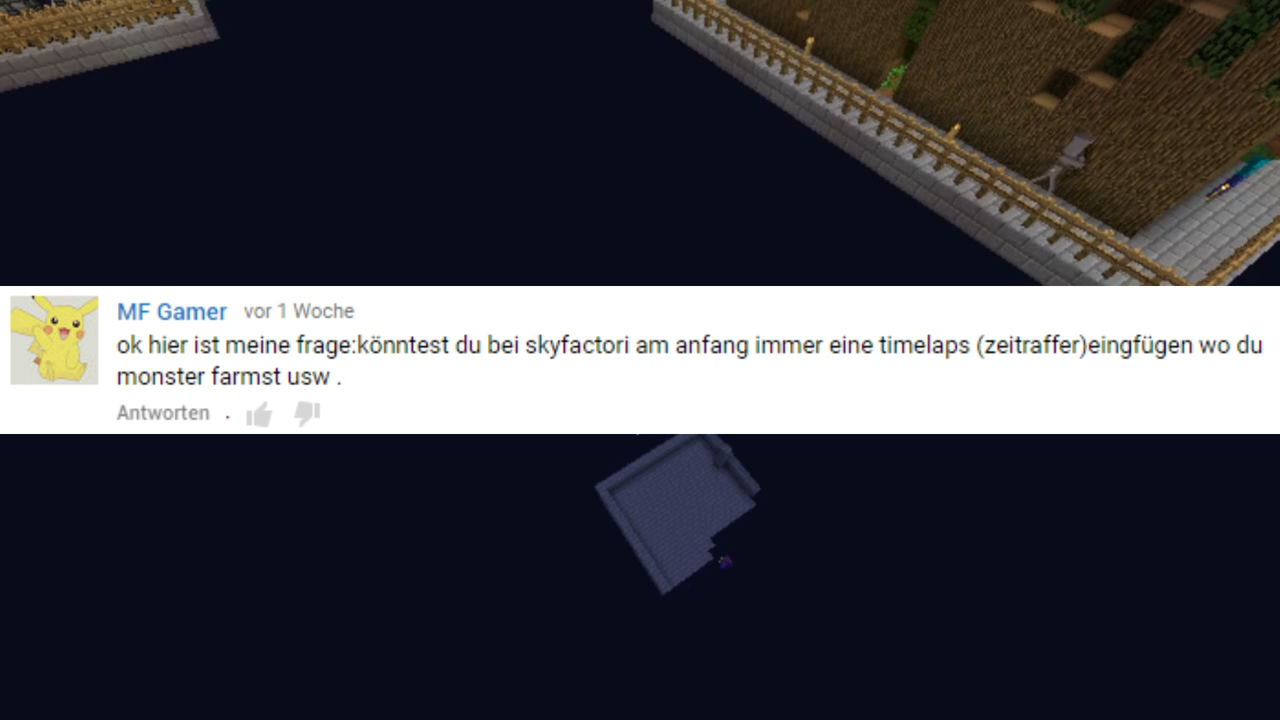 MF Gamer vor 1 Woche
ok hier ist meine frage:könntest du bei skyfactori am anfang immer eine timelaps (zeitraffer)eingfügen wo du
monster farmst usw .
Antworten .